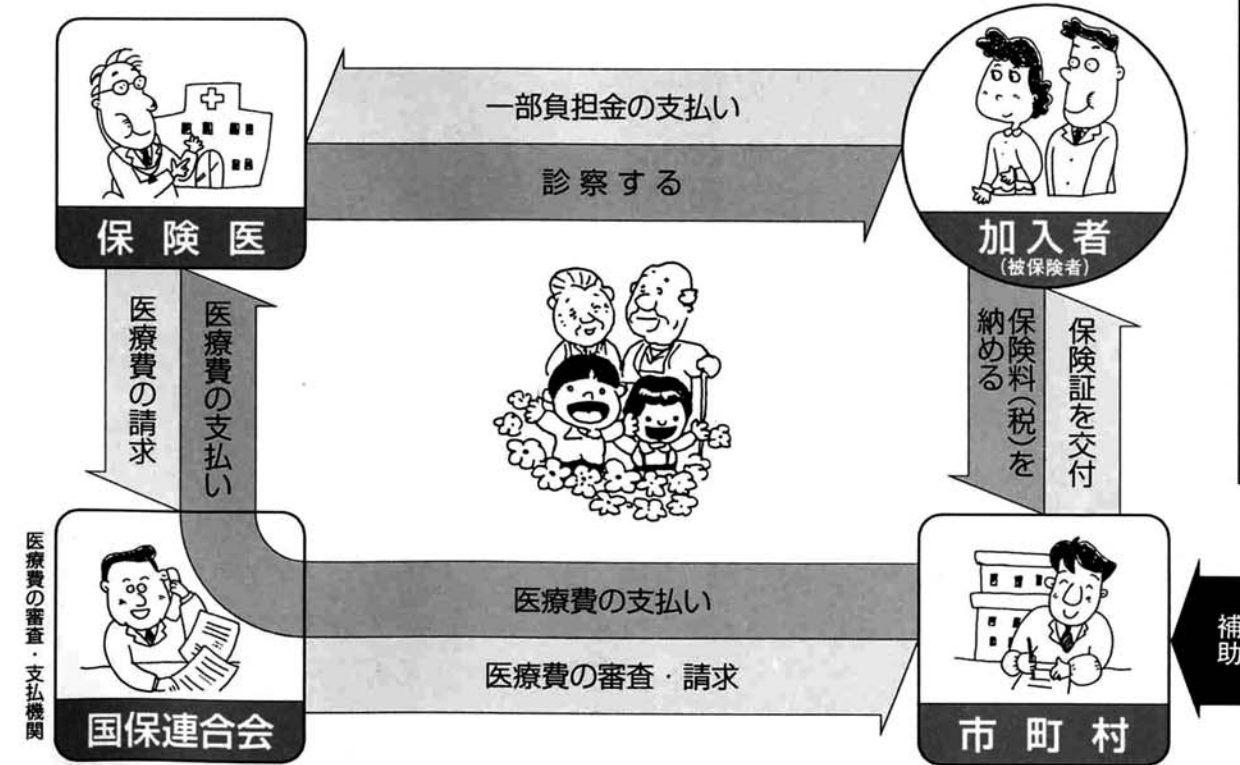 一部負担金の支払い
診察する
保険医
加入者
(被保険者)
医療費の請求
医療費の支払い
保険料(税)を
納める
保険証を交付
医療費の支払い
医療費の審査・請求
医療費の審査・支払機関
国保連合会
市町村
補助